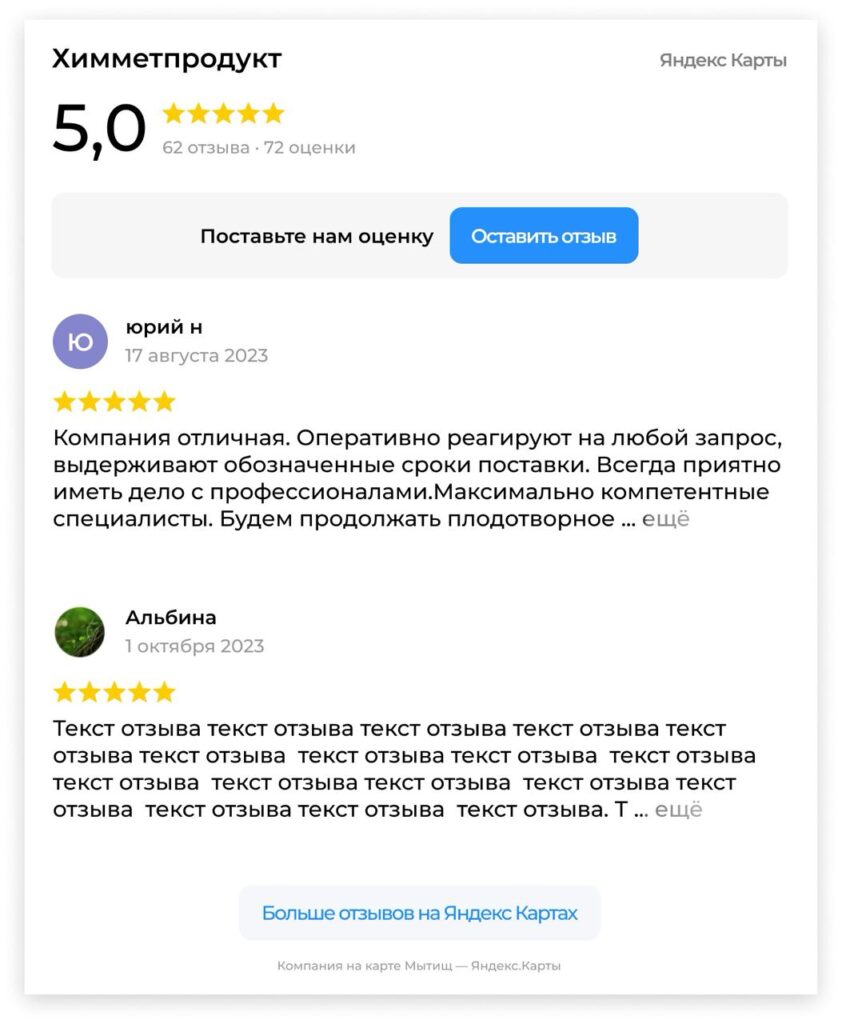 Химметпродукт
Яндекс Карты
5,0
62 отзыва · 72 оценки
Поставьте нам оценку
Оставить отзыв
Ю
юрий н
17 августа 2023
Компания отличная. Оперативно реагируют на любой запрос,
выдерживают обозначенные сроки поставки. Всегда приятно
иметь дело с профессионалами.Максимально компетентные
специалисты. Будем продолжать плодотворное ... ещё
Альбина
1 октября 2023
Текст отзыва текст отзыва текст отзыва текст отзыва текст
отзыва текст отзыва  текст отзыва текст отзыва  текст отзыва
текст отзыва  текст отзыва текст отзыва  текст отзыва текст
отзыва  текст отзыва текст отзыва  текст отзыва. Т ... ещё
Больше отзывов на Яндекс Картах
Компания на карте Мытищ — Яндекс.Карты